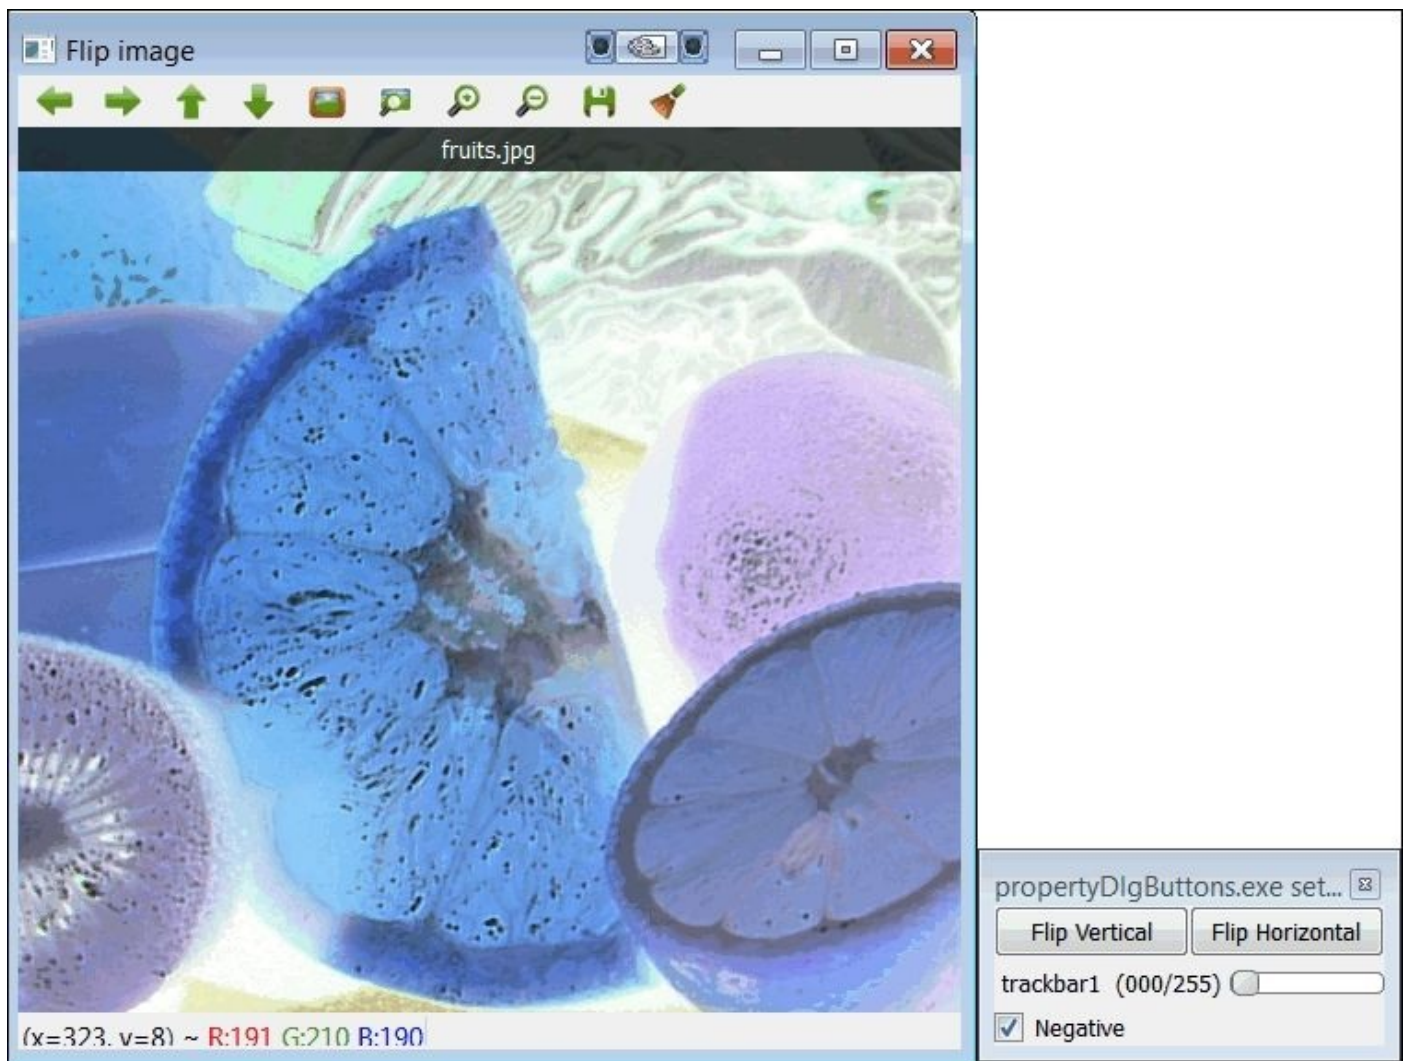 Flip image
fruits.jpg
(x=323, y=8) ~ R:191 G:210 B:190
propertyDlgButtons.exe set...
Flip Vertical Flip Horizontal
trackbar1 (000/255)
Negative